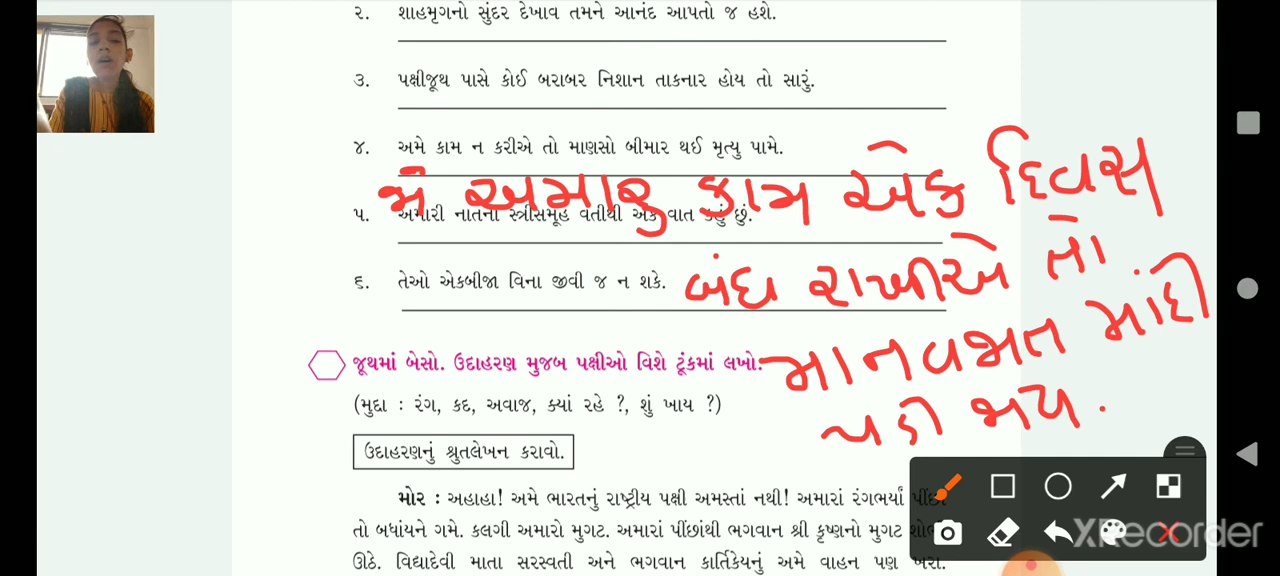 ૨. શાહમૃગનો સુંદર દેખાવ તમને આનંદ આપતો જ હશે.
૩. પક્ષીજૂથ પાસે કોઈ બરાબર નિશાન તાકનાર હોય તો સારું.
૪. અમે કામ ન કરીએ તો માણસો બીમાર થઈ મૃત્યુ પામે.
જો અમારુ કામ એક દિવસ
૫. અમારી નાતના સ્ત્રીસમૂહ વતીથી એક વાત કહું છું.
બંધ રાખીએ તો
૬. તેઓ એકબીજા વિના જીવી જ ન શકે.
માનવજાત માંદી
જૂથમાં બેસો. ઉદાહરણ મુજબ પક્ષીઓ વિશે ટૂંકમાં લખો.
પડી જાય.
(મુદ્દા : રંગ, કદ, અવાજ, ક્યાં રહે ?, શું ખાય ?)
ઉદાહરણનું શ્રુતલેખન કરાવો.
મોર : અહાહા! અમે ભારતનું રાષ્ટ્રીય પક્ષી અમસ્તાં નથી! અમારાં રંગભર્યાં પીંછાં
તો બધાંયને ગમે. કલગી અમારો મુગટ. અમારાં પીંછાંથી ભગવાન શ્રી કૃષ્ણનો મુગટ
ઊઠે. વિદ્યાદેવી માતા સરસ્વતી અને ભગવાન કાર્તિકેયનું અમે વાહન પણ ખરા.
XRecorder